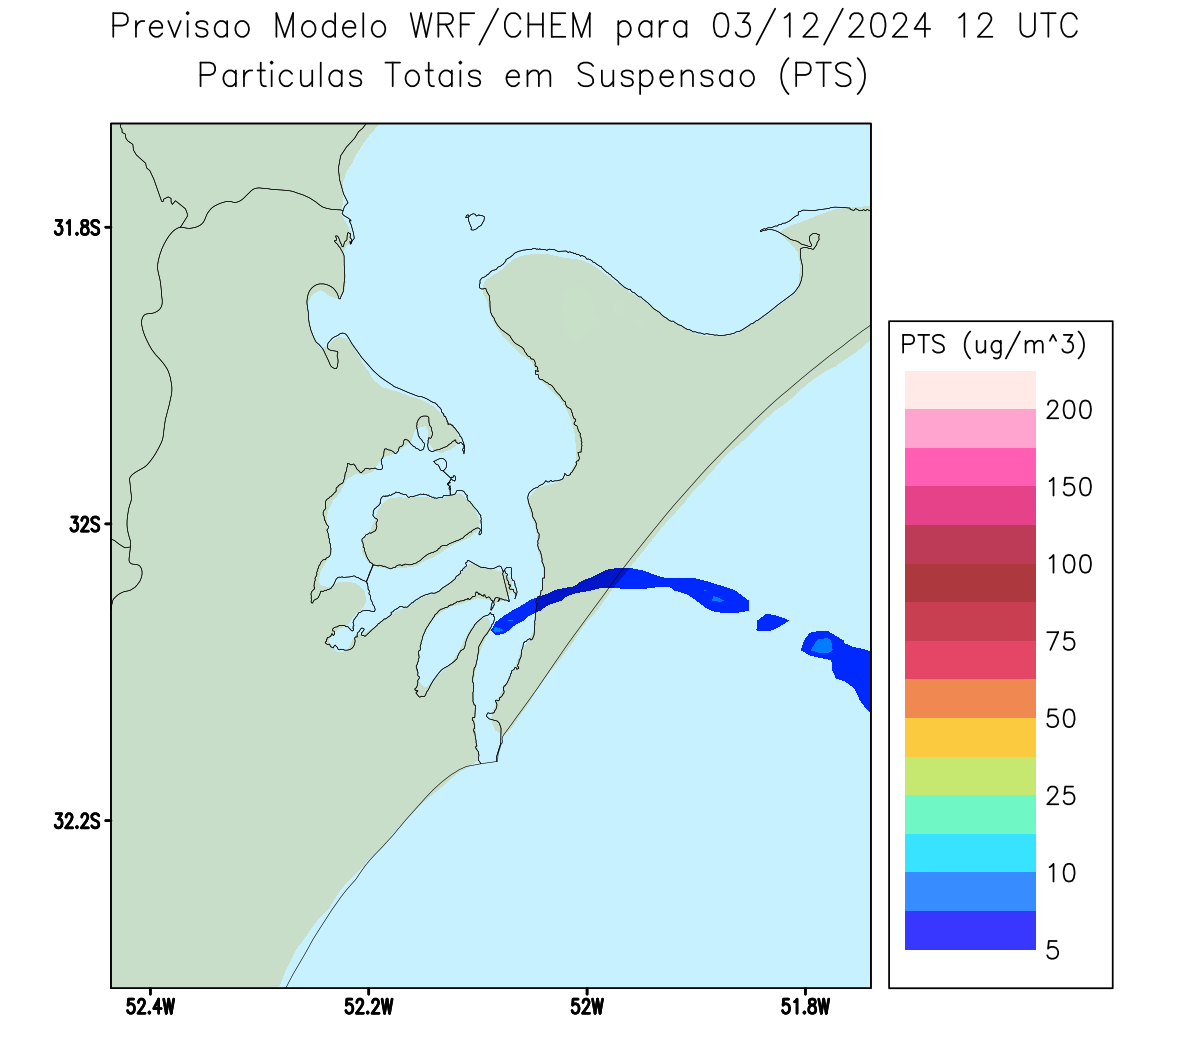 Previsao Modelo WRF/CHEM para 03/12/2024 12 UTC
Particulas Totais em Suspensao (PTS)
31.8S
32S
32.2S
52.4W
52.2W
52W
51.8W
PTS (ug/m^3)
200
150
100
75
50
25
10
5